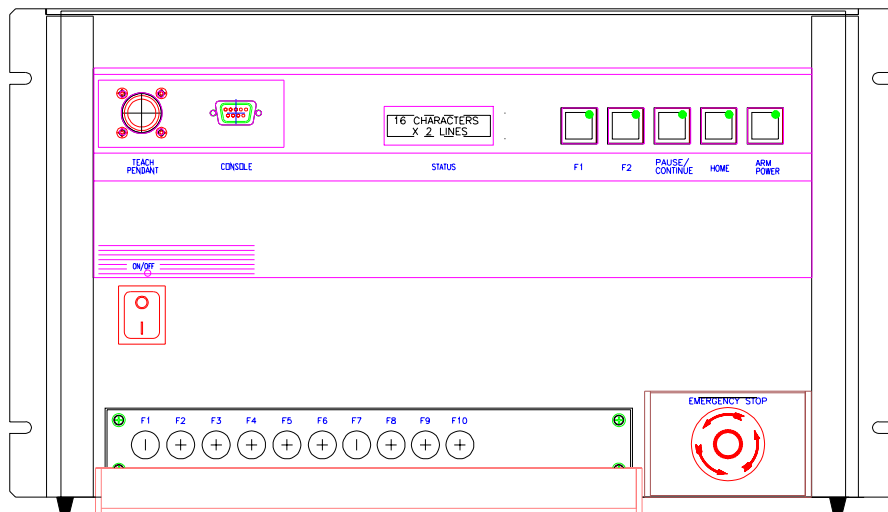 16 CHARACTERS
X 2 LINES
TEACH
PENDANT
CONSOLE
STATUS
F1
F2
PAUSE/
CONTINUE
HOME
ARM
POWER
ON/OFF
EMERGENCY STOP
F1 F2 F3 F4 F5 F6 F7 F8 F9 F10